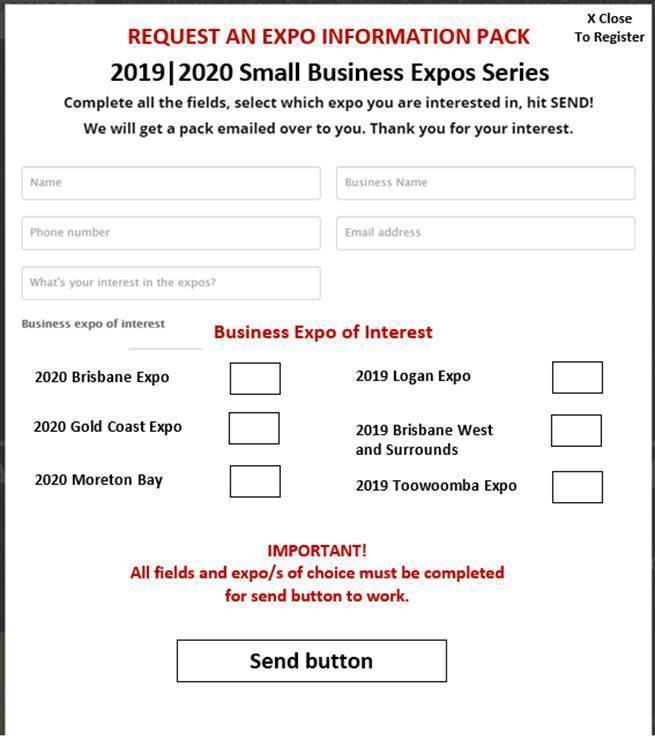 X Close
To Register
REQUEST AN EXPO INFORMATION PACK
2019|2020 Small Business Expos Series
Complete all the fields, select which expo you are interested in, hit SEND!
We will get a pack emailed over to you. Thank you for your interest.
Name
Business Name
Phone number
Email address
What's your interest in the expos?
Business expo of interest
Business Expo of Interest
2020 Brisbane Expo
2019 Logan Expo
2020 Gold Coast Expo
2019 Brisbane West
and Surrounds
2020 Moreton Bay
2019 Toowoomba Expo
IMPORTANT!
All fields and expo/s of choice must be completed
for send button to work.
Send button